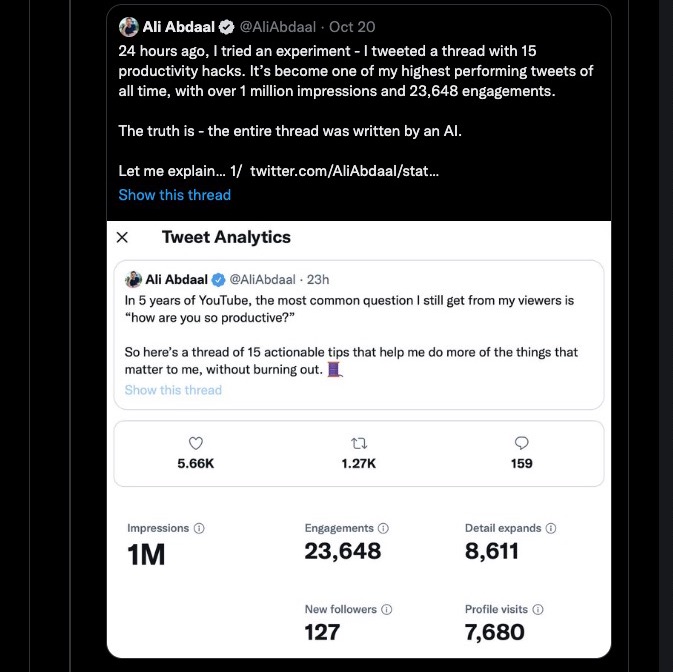 Ali Abdaal @AliAbdaal · Oct 20
24 hours ago, I tried an experiment - I tweeted a thread with 15
productivity hacks. It’s become one of my highest performing tweets of
all time, with over 1 million impressions and 23,648 engagements.
The truth is - the entire thread was written by an AI.
Let me explain... 1/ twitter.com/AliAbdaal/stat...
Show this thread
Tweet Analytics
Ali Abdaal @AliAbdaal · 23h
In 5 years of YouTube, the most common question I still get from my viewers is
“how are you so productive?”
So here’s a thread of 15 actionable tips that help me do more of the things that
matter to me, without burning out. 🧵
Show this thread
5.66K 1.27K 159
Impressions Engagements Detail expands
1M 23,648 8,611
New followers Profile visits
127 7,680